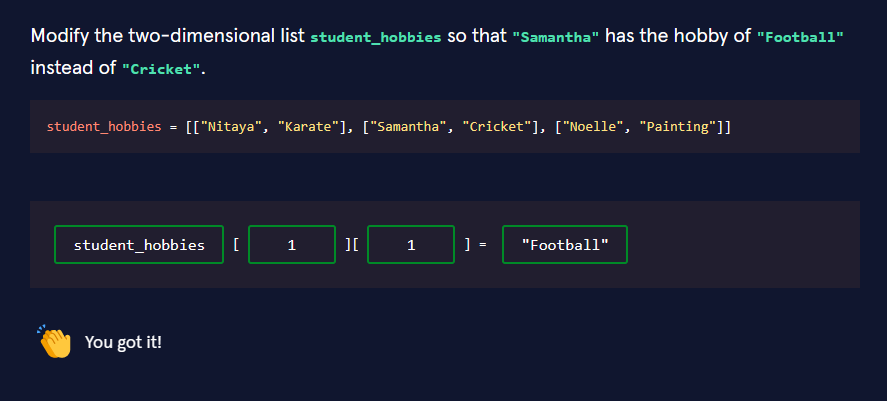 Modify the two-dimensional list student_hobbies so that "Samantha" has the hobby of "Football"
instead of "Cricket".
student_hobbies = [["Nitaya", "Karate"], ["Samantha", "Cricket"], ["Noelle", "Painting"]]
student_hobbies [ 1 ][ 1 ] = "Football"
You got it!